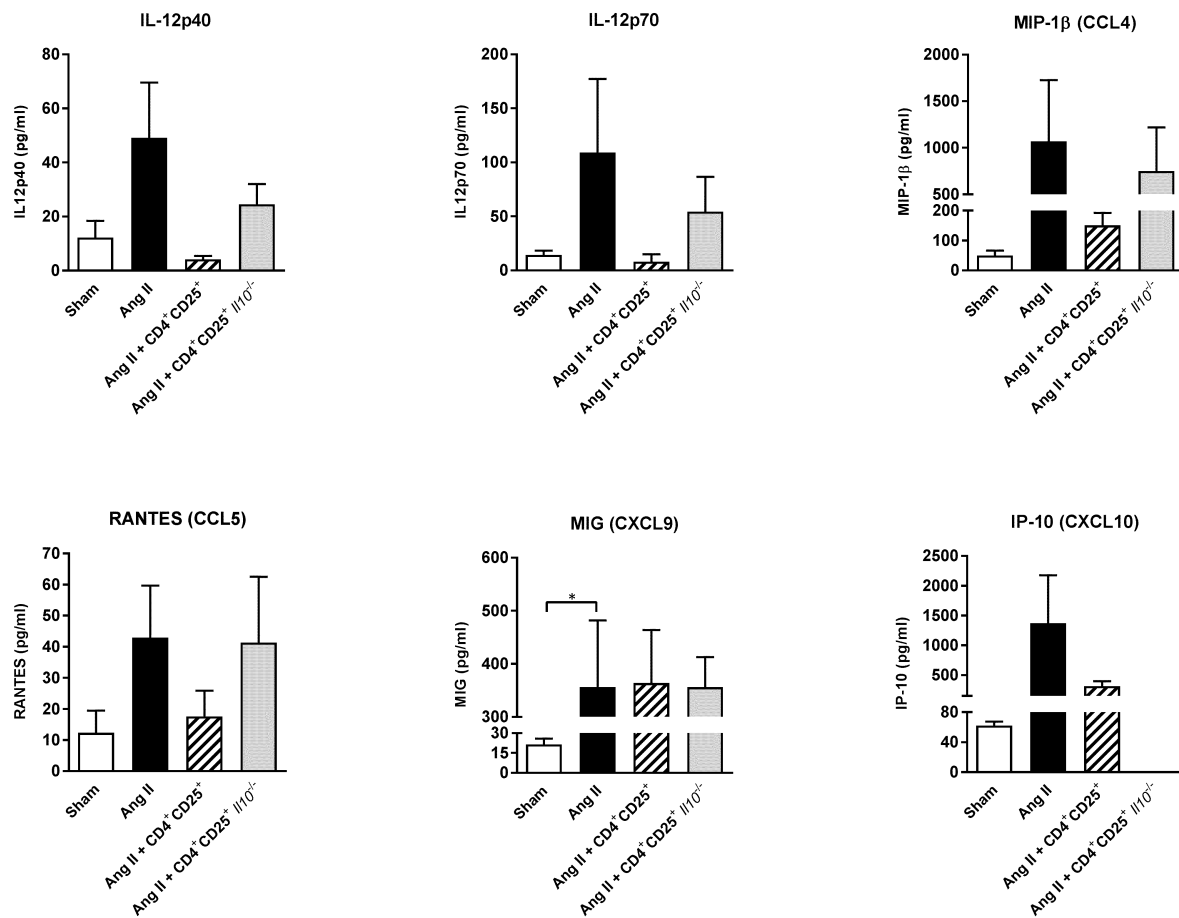 IL-12p40
80
60
40
20
0
IL12p40 (pg/ml)
Sham
Ang II
Ang II + CD4+CD25+
Ang II + CD4+CD25+ Il10-/-
IL-12p70
200
150
100
50
0
IL12p70 (pg/ml)
Sham
Ang II
Ang II + CD4+CD25+
Ang II + CD4+CD25+ Il10-/-
MIP-1β (CCL4)
2000
1500
1000
500
200
100
0
MIP-1β (pg/ml)
Sham
Ang II
Ang II + CD4+CD25+
Ang II + CD4+CD25+ Il10-/-
RANTES (CCL5)
70
60
50
40
30
20
10
0
RANTES (pg/ml)
Sham
Ang II
Ang II + CD4+CD25+
Ang II + CD4+CD25+ Il10-/-
MIG (CXCL9)
600
500
400
300
30
15
0
MIG (pg/ml)
*
Sham
Ang II
Ang II + CD4+CD25+
Ang II + CD4+CD25+ Il10-/-
IP-10 (CXCL10)
2500
2000
1500
1000
500
80
40
0
IP-10 (pg/ml)
Sham
Ang II
Ang II + CD4+CD25+
Ang II + CD4+CD25+ Il10-/-